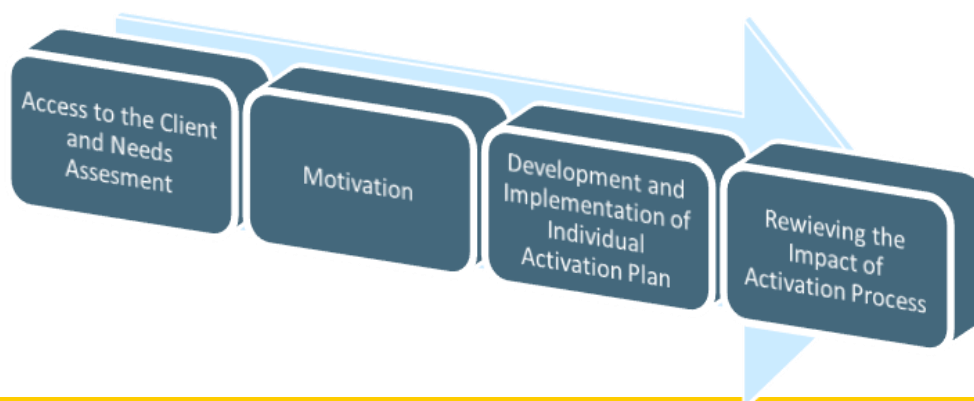 Access to the Client
and Needs
Assesment
Motivation
Development and
Implementation of
Individual
Activation Plan
Rewieving the
Impact of
Activation Process